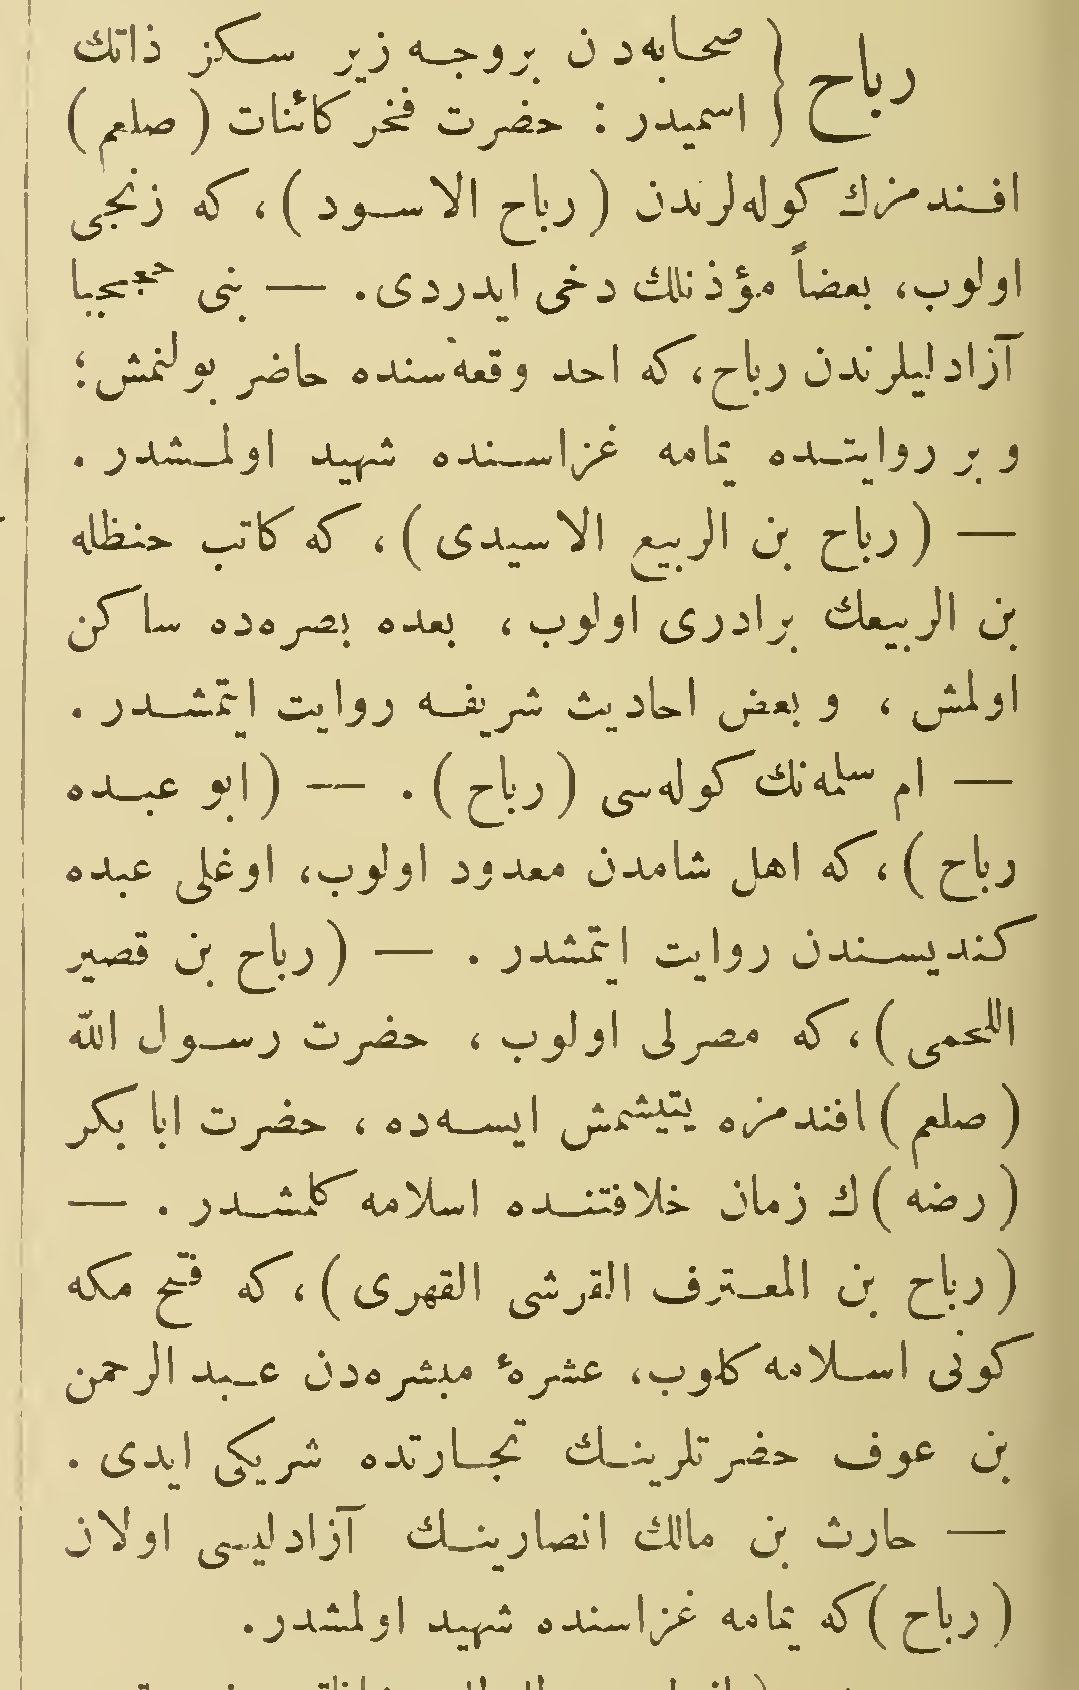 رباح { صحابه‌دن بروجه زیر سکز ذاتك
اسمیدر : حضرت فخر کائنات (صلعم)
افندمزك کوله‌لرندن (رباح الاسود)، که زنجی
اولوب، بعضاً مؤذنلك دخی ایدردی. — بنی حجحبا
آزادلیلرندن رباح، که احد وقعه‌سنده حاضر بولنمش؛
و بر روایتده یمامه غزاسنده شهید اولمشدر.
— (رباح بن الربیع الاسیدی)، که کاتب حنظله
بن الربیعك برادری اولوب، بعده بصره‌ده ساکن
اولمش، و بعض احادیث شریفه روایت ایتمشدر.
— ام سلمه‌نك کوله‌سی (رباح). — (ابو عبده
رباح)، که اهل شامدن معدود اولوب، اوغلی عبده
کندیسندن روایت ایتمشدر. — (رباح بن قصیر
اللحمی)، که مصرلی اولوب، حضرت رسول الله
(صلعم) افندمزه یتیشمش ایسه‌ده، حضرت ابا بکر
(رضه)ك زمان خلافتنده اسلامه کلمشدر. —
(رباح بن المعترف القرشی القهری)، که فتح مکه
کونی اسلامه کلوب، عشرهٔ مبشره‌دن عبد الرحمن
بن عوف حضرتلرینك تجارتده شریکی ایدی.
— حارث بن مالك انصارینك آزادلیسی اولان
(رباح) که یمامه غزاسنده شهید اولمشدر.